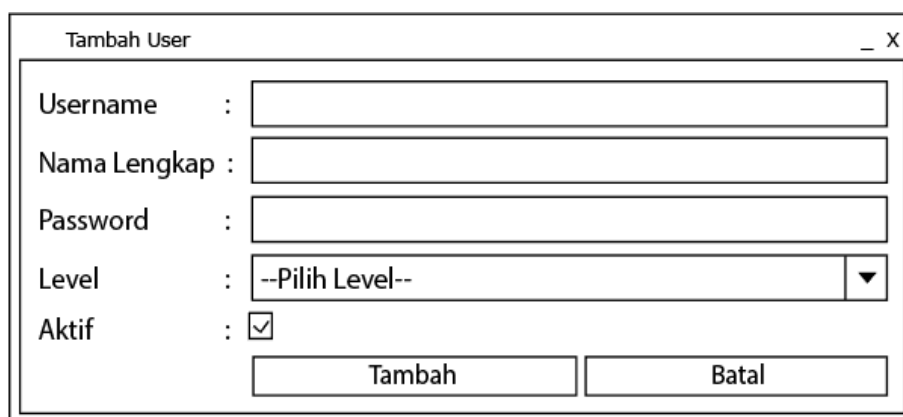 Tambah User _ X
Username :
Nama Lengkap :
Password :
Level : --Pilih Level--
Aktif :
Tambah Batal